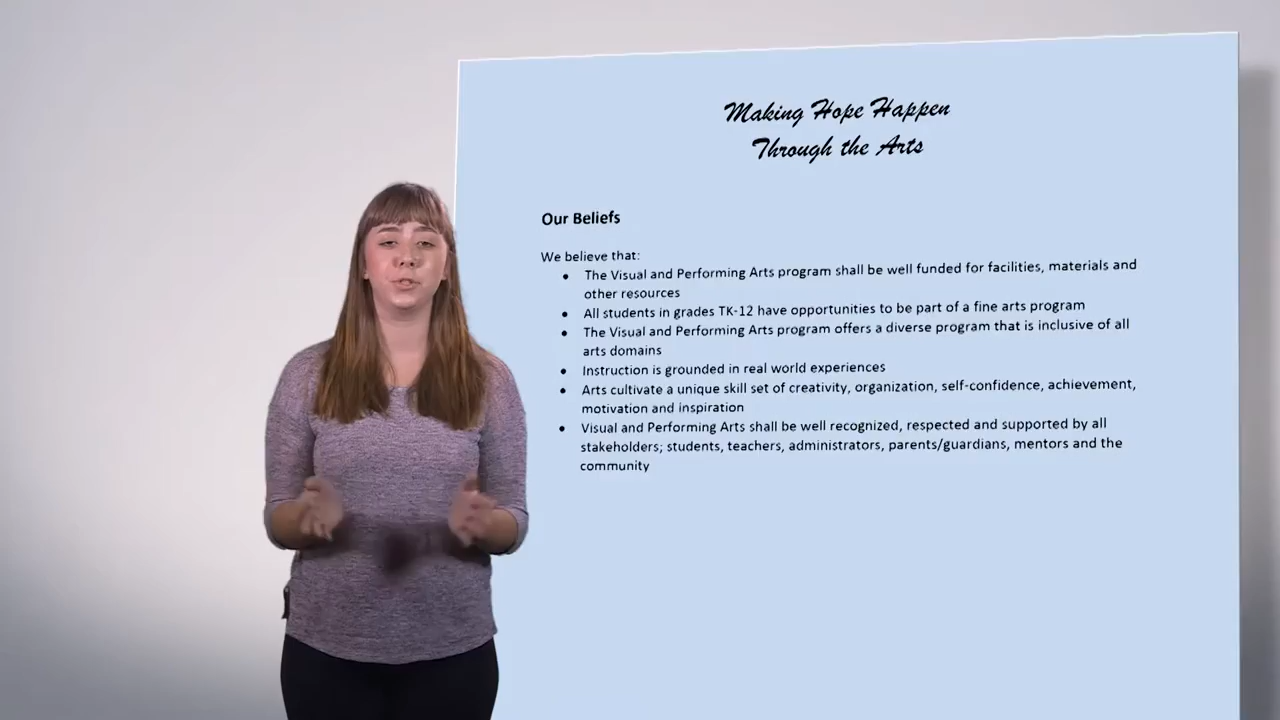 Making Hope Happen
Through the Arts
Our Beliefs
We believe that:
• The Visual and Performing Arts program shall be well funded for facilities, materials and
other resources
• All students in grades TK-12 have opportunities to be part of a fine arts program
• The Visual and Performing Arts program offers a diverse program that is inclusive of all
arts domains
• Instruction is grounded in real world experiences
• Arts cultivate a unique skill set of creativity, organization, self-confidence, achievement,
motivation and inspiration
• Visual and Performing Arts shall be well recognized, respected and supported by all
stakeholders; students, teachers, administrators, parents/guardians, mentors and the
community